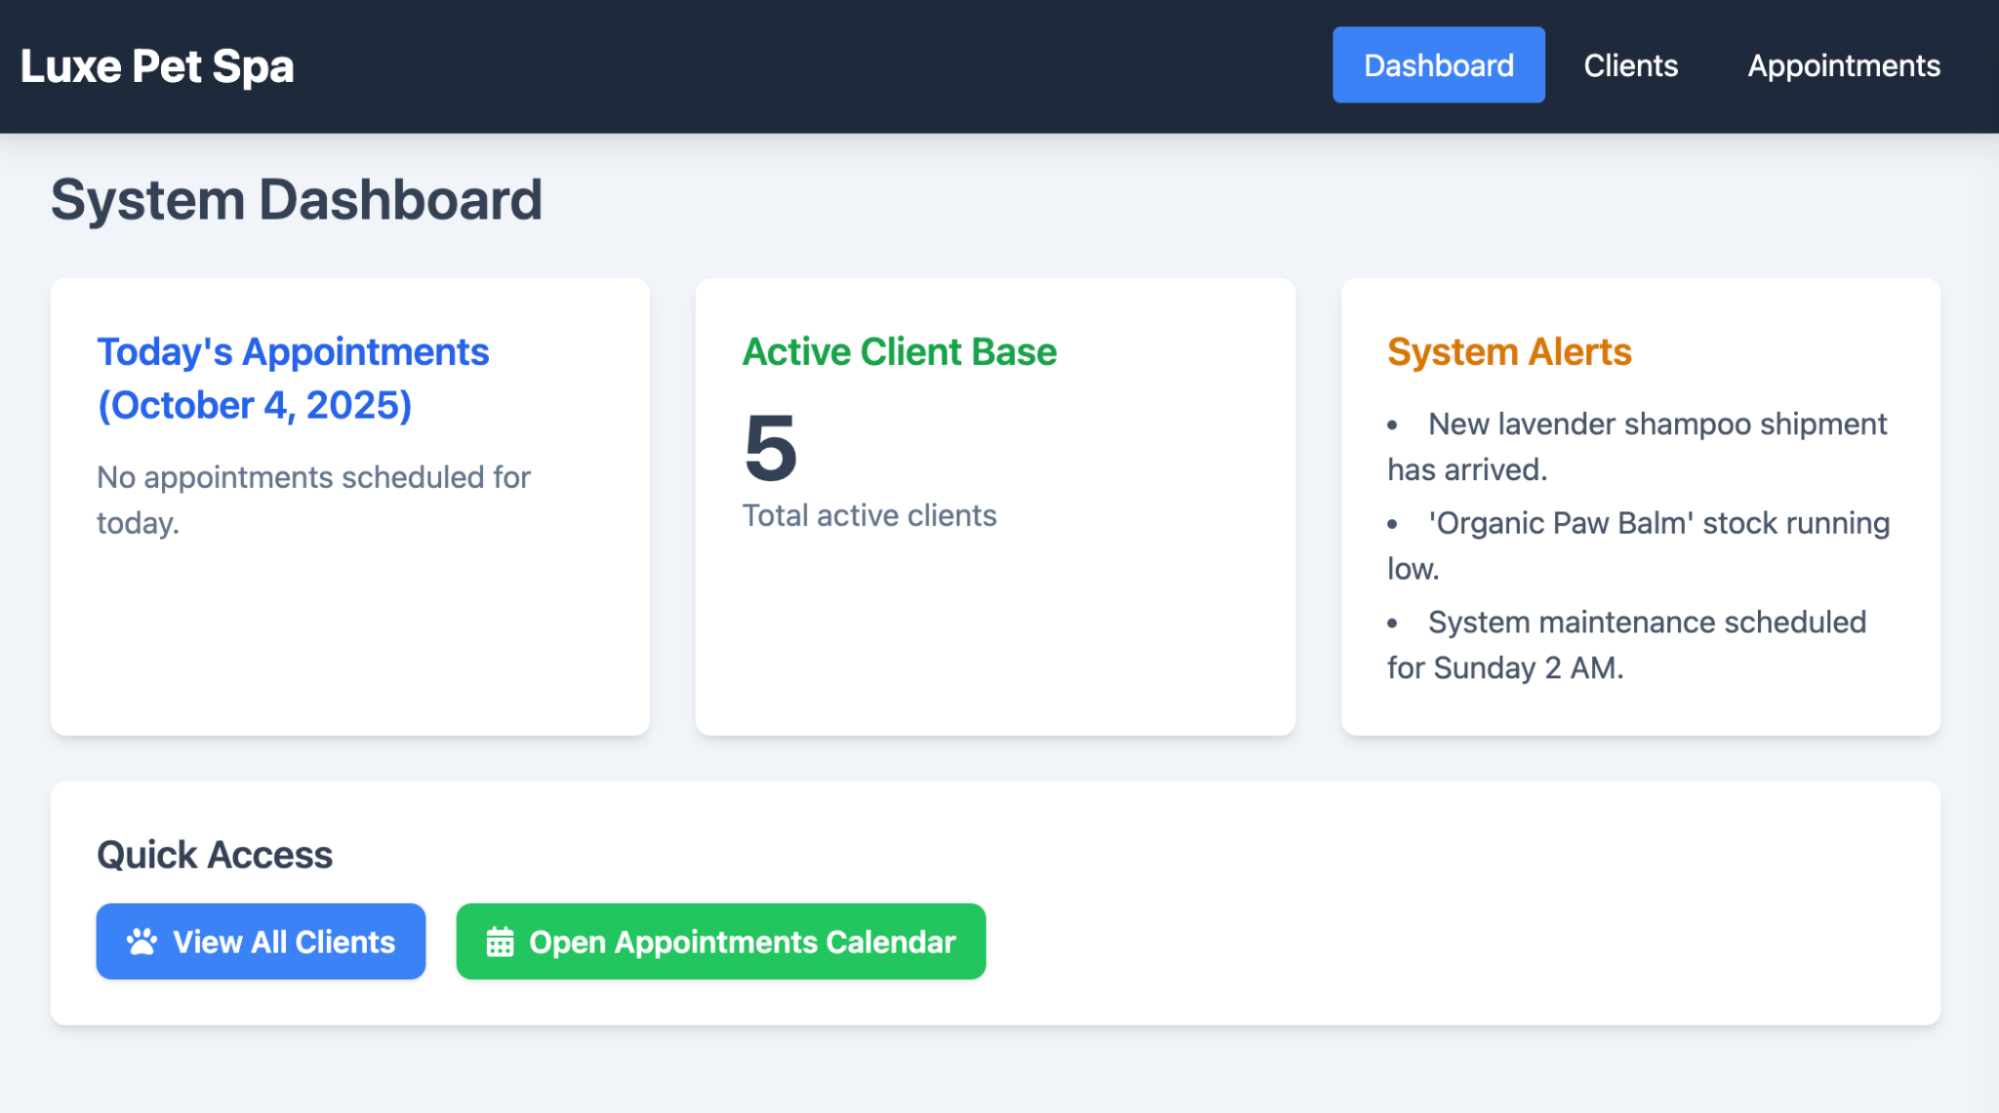 Luxe Pet Spa
Dashboard
Clients
Appointments
System Dashboard
Today's Appointments
(October 4, 2025)
No appointments scheduled for
today.
Active Client Base
5
Total active clients
System Alerts
• New lavender shampoo shipment
has arrived.
• 'Organic Paw Balm' stock running
low.
• System maintenance scheduled
for Sunday 2 AM.
Quick Access
View All Clients
Open Appointments Calendar